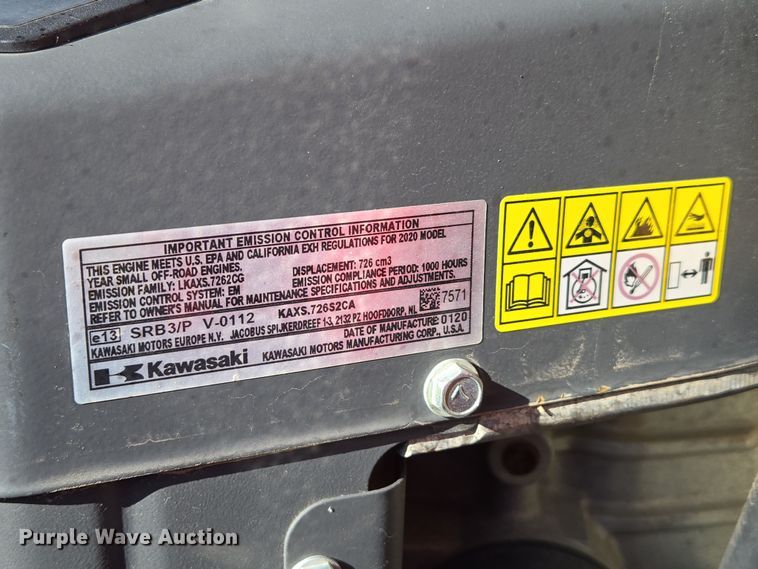 IMPORTANT EMISSION CONTROL INFORMATION
THIS ENGINE MEETS U.S. EPA AND CALIFORNIA EXH REGULATIONS FOR 2020 MODEL
YEAR SMALL OFF-ROAD ENGINES.
EMISSION FAMILY: LKAXS.7262CG DISPLACEMENT: 726 cm3
EMISSION CONTROL SYSTEM: EM EMISSION COMPLIANCE PERIOD: 1000 HOURS
REFER TO OWNER'S MANUAL FOR MAINTENANCE SPECIFICATIONS AND ADJUSTMENTS.
KAXS.726S2CA 7571
e13 SRB3/P V-0112
KAWASAKI MOTORS EUROPE N.V. JACOBUS SPIJKERDREEF 1-3, 2132 PZ HOOFDDORP, NL
DATE OF MANUFACTURE: 0120
Kawasaki KAWASAKI MOTORS MANUFACTURING CORP., U.S.A.
Purple Wave Auction